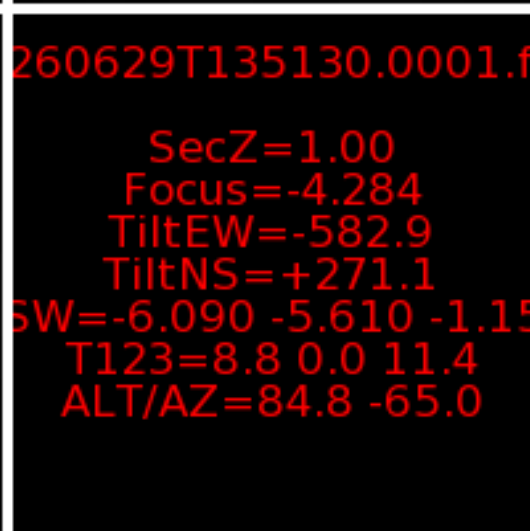 260629T135130.0001.f
SecZ=1.00
Focus=-4.284
TiltEW=-582.9
TiltNS=+271.1
SW=-6.090 -5.610 -1.15
T123=8.8 0.0 11.4
ALT/AZ=84.8 -65.0